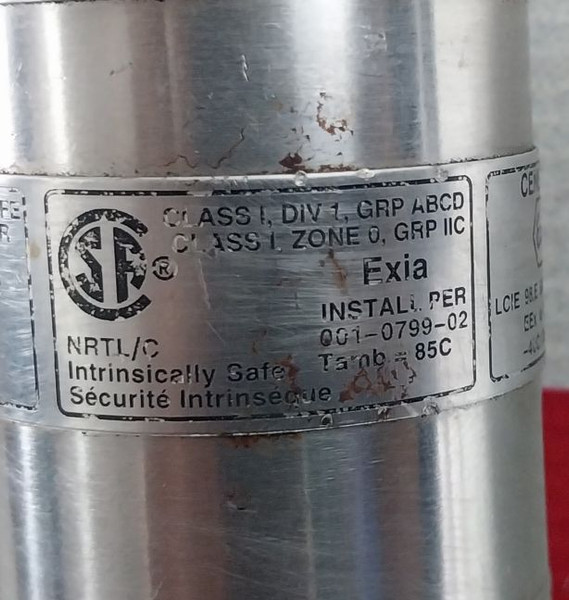 CLASS I, DIV 1, GRP ABCD
CLASS I, ZONE 0, GRP IIC
Exia
INSTALL PER
001-0799-02
Tamb = 85C
NRTL/C
Intrinsically Safe
Sécurité Intrinsèque
LCIE